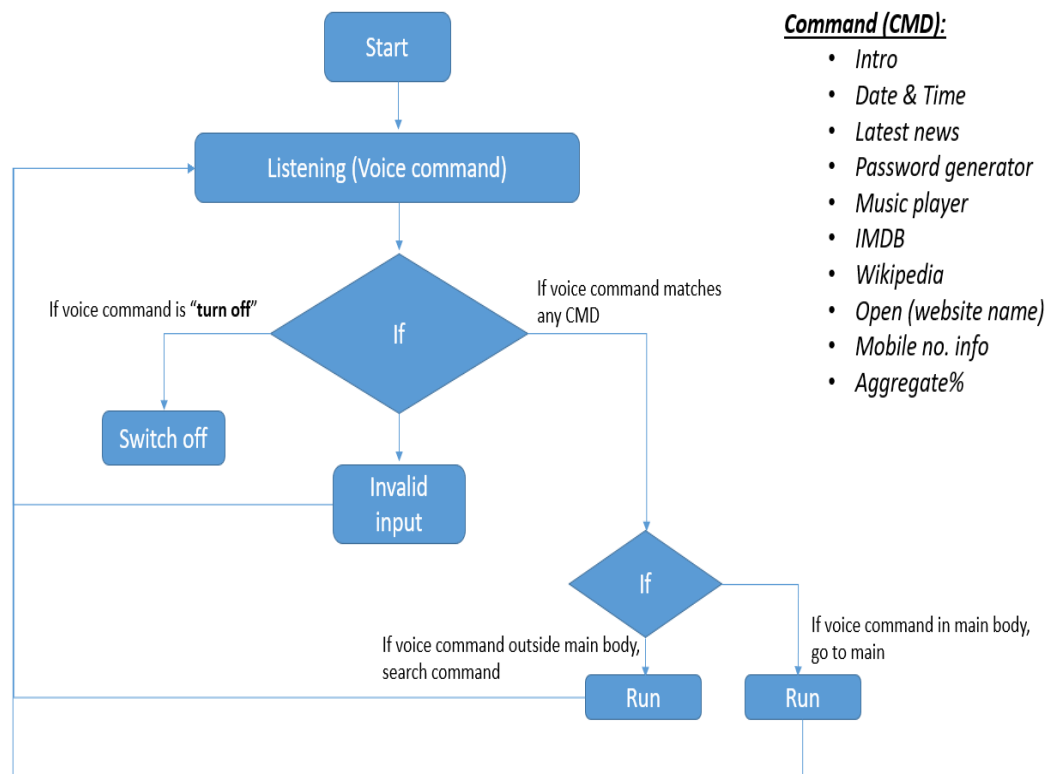 Start
Command (CMD):
• Intro
• Date & Time
• Latest news
• Password generator
• Music player
• IMDB
• Wikipedia
• Open (website name)
• Mobile no. info
• Aggregate%
Listening (Voice command)
If voice command is “turn off”
If
If voice command matches
any CMD
Switch off
Invalid
input
If
If voice command outside main body,
search command
If voice command in main body,
go to main
Run
Run